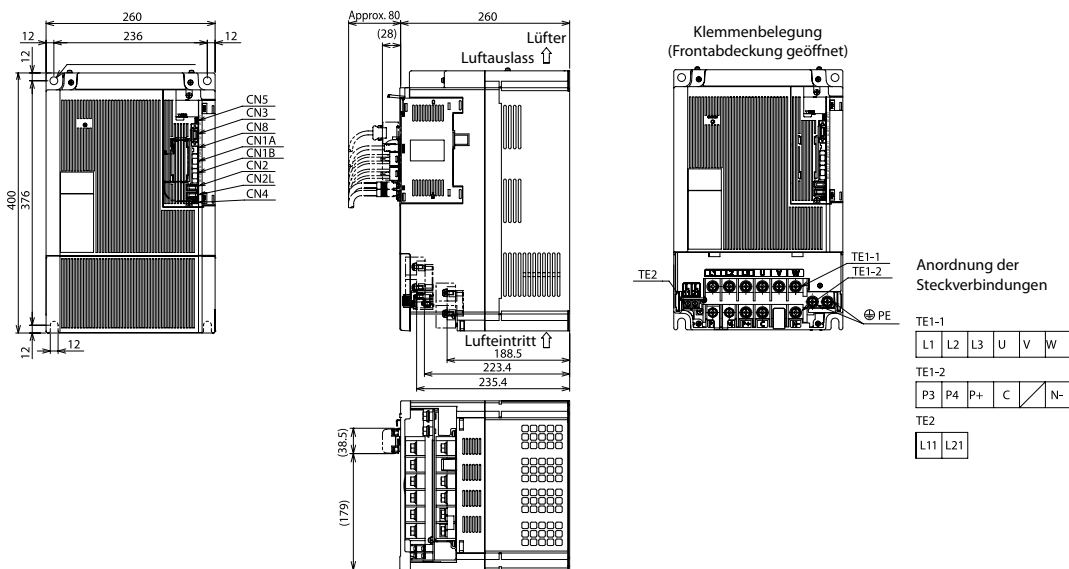 260
12
236
12
12
400
376
12
12
CN5
CN3
CN8
CN1A
CN1B
CN2
CN2L
CN4
Approx. 80
260
(28)
Lüfter
Luftauslass
Lufteintritt
188.5
223.4
235.4
(38.5)
(179)
Klemmenbelegung
(Frontabdeckung geöffnet)
TE2
TE1-1
TE1-2
PE
Anordnung der
Steckverbindungen
TE1-1
L1 L2 L3 U V W
TE1-2
P3 P4 P+ C N-
TE2
L11 L21